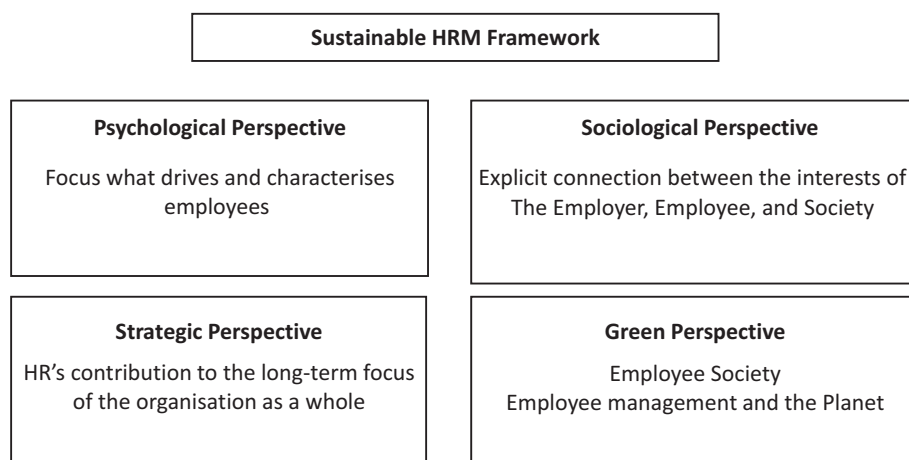 Sustainable HRM Framework
Psychological Perspective
Focus what drives and characterises
employees
Sociological Perspective
Explicit connection between the interests of
The Employer, Employee, and Society
Strategic Perspective
HR's contribution to the long-term focus
of the organisation as a whole
Green Perspective
Employee Society
Employee management and the Planet